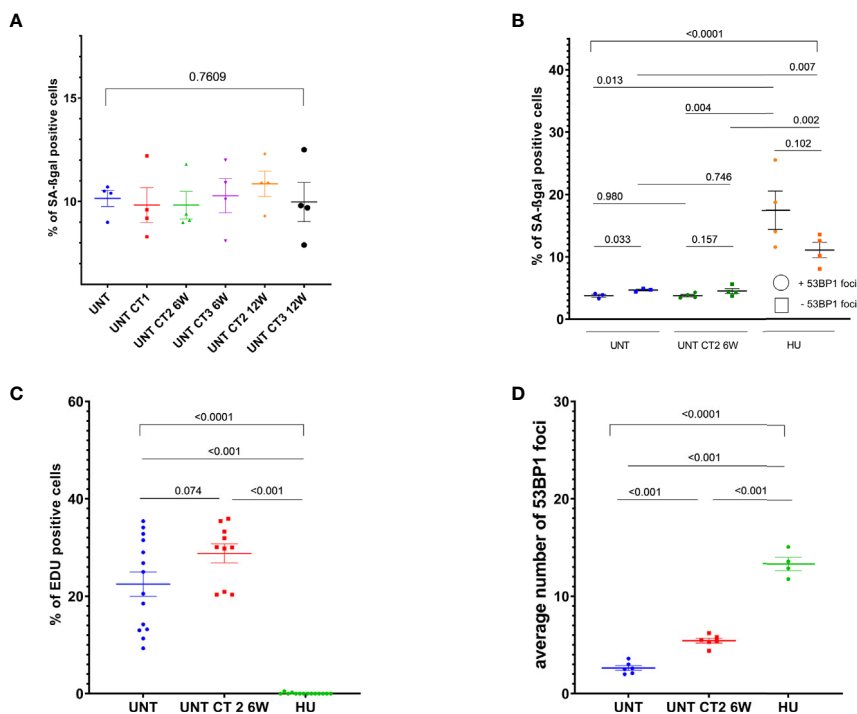 A
% of SA-ßgal positive cells
15
10
0.7609
UNT
UNT CT1
UNT CT2 6W
UNT CT3 6W
UNT CT2 12W
UNT CT3 12W
B
% of SA-ßgal positive cells
40
30
20
10
0
<0.0001
0.007
0.013
0.004
0.002
0.102
0.746
0.980
0.033
0.157
+ 53BP1 foci
- 53BP1 foci
UNT
UNT CT2 6W
HU
C
% of EDU positive cells
60
40
20
0
<0.0001
<0.001
0.074
<0.001
UNT
UNT CT 2 6W
HU
D
average number of 53BP1 foci
30
20
10
0
<0.0001
<0.001
<0.001
<0.001
UNT
UNT CT2 6W
HU